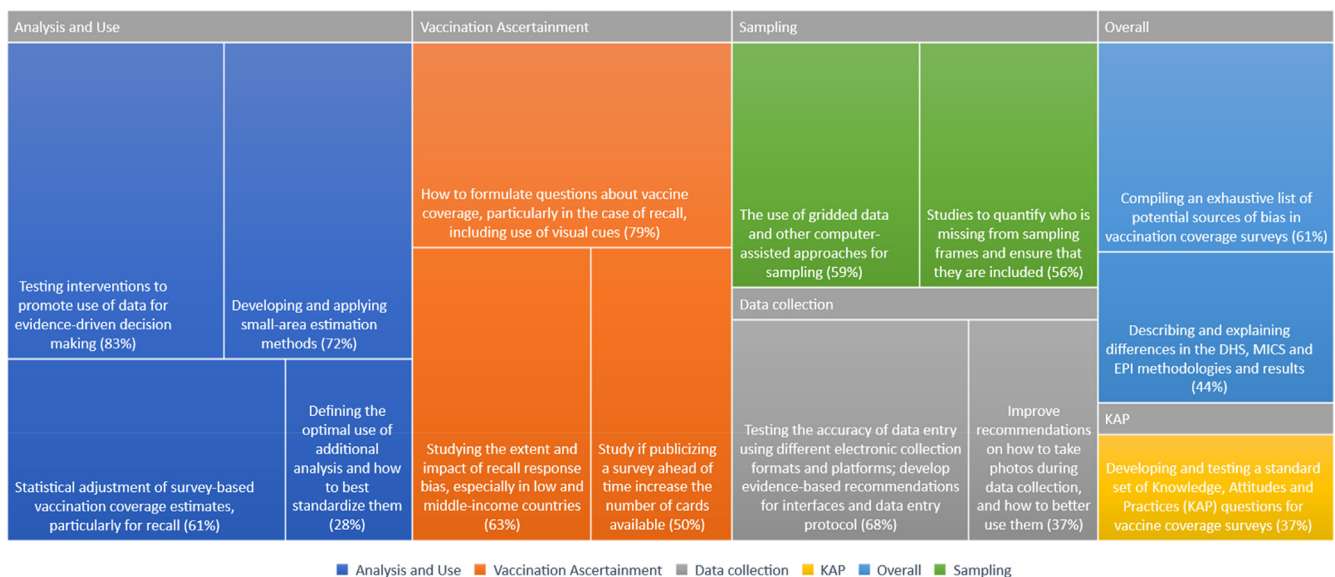 Analysis and Use
Testing interventions to
promote use of data for
evidence-driven decision
making (83%)
Developing and applying
small-area estimation
methods (72%)
Statistical adjustment of survey-based
vaccination coverage estimates,
particularly for recall (61%)
Defining the
optimal use of
additional
analysis and how
to best
standardize them
(28%)
Vaccination Ascertainment
How to formulate questions about vaccine
coverage, particularly in the case of recall,
including use of visual cues (79%)
Studying the extent and
impact of recall response
bias, especially in low and
middle-income countries
(63%)
Study if publicizing
a survey ahead of
time increase the
number of cards
available (50%)
Sampling
The use of gridded data
and other computer-
assisted approaches for
sampling (59%)
Studies to quantify who is
missing from sampling
frames and ensure that
they are included (56%)
Data collection
Testing the accuracy of data entry
using different electronic collection
formats and platforms; develop
evidence-based recommendations
for interfaces and data entry
protocol (68%)
Improve
recommendations
on how to take
photos during
data collection,
and how to better
use them (37%)
Overall
Compiling an exhaustive list of
potential sources of bias in
vaccination coverage surveys (61%)
Describing and explaining
differences in the DHS, MICS and
EPI methodologies and results
(44%)
KAP
Developing and testing a standard
set of Knowledge, Attitudes and
Practices (KAP) questions for
vaccine coverage surveys (37%)
Analysis and Use
Vaccination Ascertainment
Data collection
KAP
Overall
Sampling